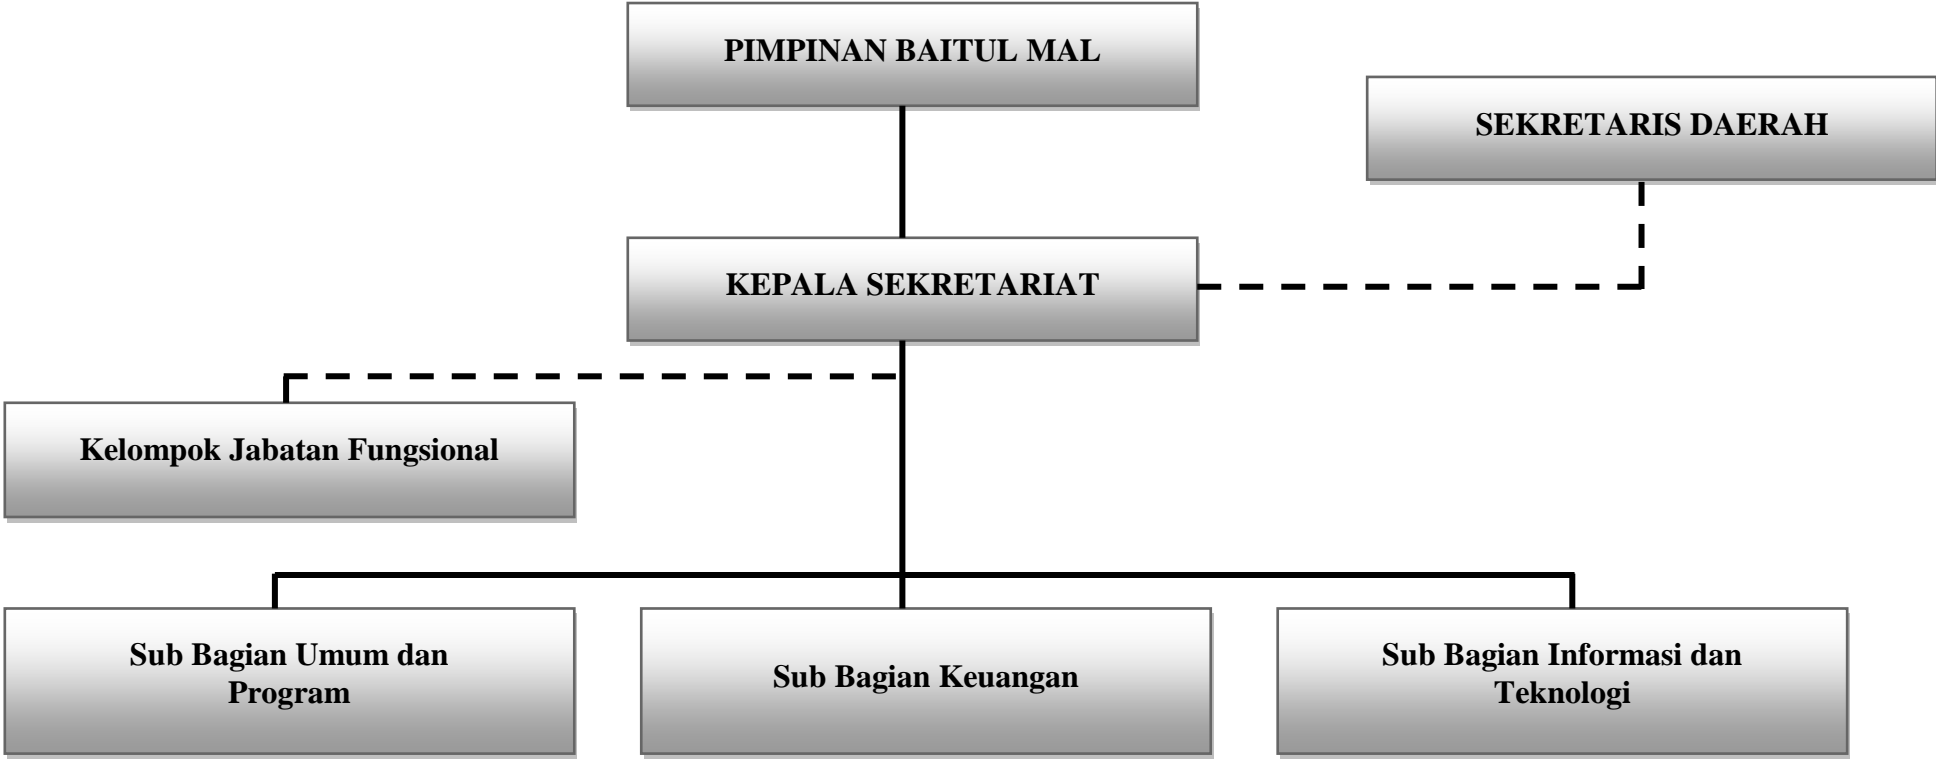 PIMPINAN BAITUL MAL
SEKRETARIS DAERAH
KEPALA SEKRETARIAT
Kelompok Jabatan Fungsional
Sub Bagian Umum dan
Program
Sub Bagian Keuangan
Sub Bagian Informasi dan
Teknologi